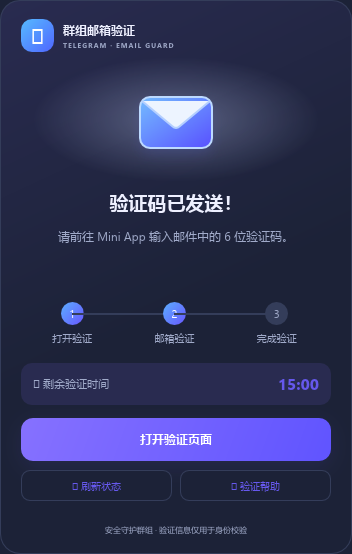 群组邮箱验证
TELEGRAM · EMAIL GUARD
验证码已发送！
请前往 Mini App 输入邮件中的 6 位验证码。
1
2
3
打开验证
邮箱验证
完成验证
剩余验证时间
15:00
打开验证页面
刷新状态
验证帮助
安全守护群组 · 验证信息仅用于身份校验